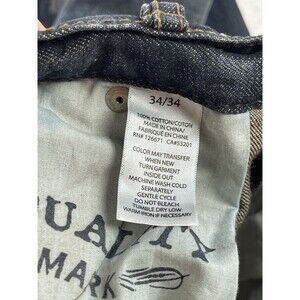 34/34
100% COTTON/COTON
MADE IN CHINA/
FABRIQUÉ EN CHINE
RN# 126671 CA#53201
COLOR MAY TRANSFER
WHEN NEW
TURN GARMENT
INSIDE OUT
MACHINE WASH COLD
SEPARATELY
GENTLE CYCLE
DO NOT BLEACH
TUMBLE DRY LOW
WARM IRON IF NECESSARY
MARK